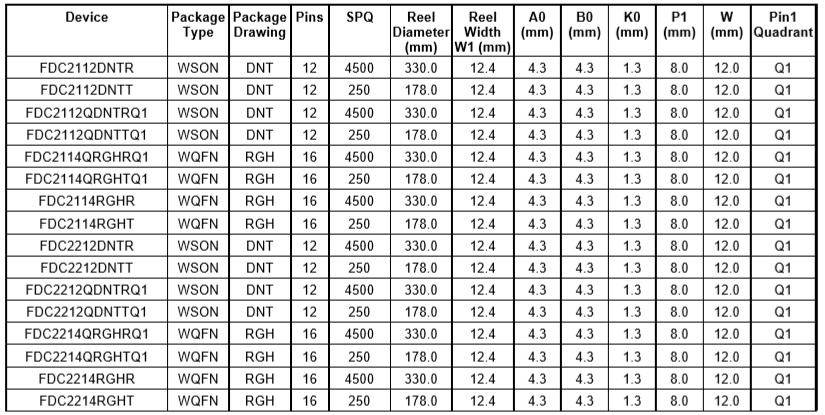 Device Package Type Package Drawing Pins SPQ Reel Diameter (mm) Reel Width W1 (mm) A0 (mm) B0 (mm) K0 (mm) P1 (mm) W (mm) Pin1 Quadrant
FDC2112DNTR WSON DNT 12 4500 330.0 12.4 4.3 4.3 1.3 8.0 12.0 Q1
FDC2112DNTT WSON DNT 12 250 178.0 12.4 4.3 4.3 1.3 8.0 12.0 Q1
FDC2112QDNTRQ1 WSON DNT 12 4500 330.0 12.4 4.3 4.3 1.3 8.0 12.0 Q1
FDC2112QDNTTQ1 WSON DNT 12 250 178.0 12.4 4.3 4.3 1.3 8.0 12.0 Q1
FDC2114QRGHRQ1 WQFN RGH 16 4500 330.0 12.4 4.3 4.3 1.3 8.0 12.0 Q1
FDC2114QRGHTQ1 WQFN RGH 16 250 178.0 12.4 4.3 4.3 1.3 8.0 12.0 Q1
FDC2114RGHR WQFN RGH 16 4500 330.0 12.4 4.3 4.3 1.3 8.0 12.0 Q1
FDC2114RGHT WQFN RGH 16 250 178.0 12.4 4.3 4.3 1.3 8.0 12.0 Q1
FDC2212DNTR WSON DNT 12 4500 330.0 12.4 4.3 4.3 1.3 8.0 12.0 Q1
FDC2212DNTT WSON DNT 12 250 178.0 12.4 4.3 4.3 1.3 8.0 12.0 Q1
FDC2212QDNTRQ1 WSON DNT 12 4500 330.0 12.4 4.3 4.3 1.3 8.0 12.0 Q1
FDC2212QDNTTQ1 WSON DNT 12 250 178.0 12.4 4.3 4.3 1.3 8.0 12.0 Q1
FDC2214QRGHRQ1 WQFN RGH 16 4500 330.0 12.4 4.3 4.3 1.3 8.0 12.0 Q1
FDC2214QRGHTQ1 WQFN RGH 16 250 178.0 12.4 4.3 4.3 1.3 8.0 12.0 Q1
FDC2214RGHR WQFN RGH 16 4500 330.0 12.4 4.3 4.3 1.3 8.0 12.0 Q1
FDC2214RGHT WQFN RGH 16 250 178.0 12.4 4.3 4.3 1.3 8.0 12.0 Q1